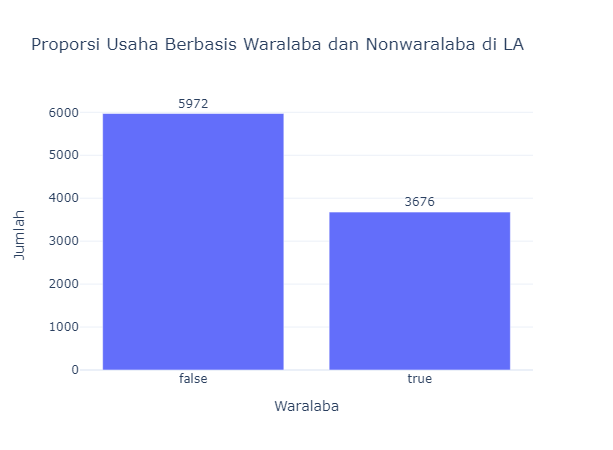 Proporsi Usaha Berbasis Waralaba dan Nonwaralaba di LA
5972
6000
5000
4000
3676
3000
2000
1000
0
false
true
Jumlah
Waralaba